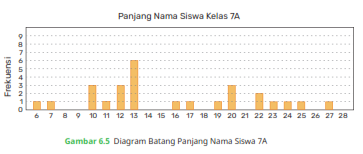 Panjang Nama Siswa Kelas 7A
Frekuensi
9
8
7
6
5
4
3
2
1
0
6 7 8 9 10 11 12 13 14 15 16 17 18 19 20 21 22 23 24 25 26 27 28
Gambar 6.5 Diagram Batang Panjang Nama Siswa 7A